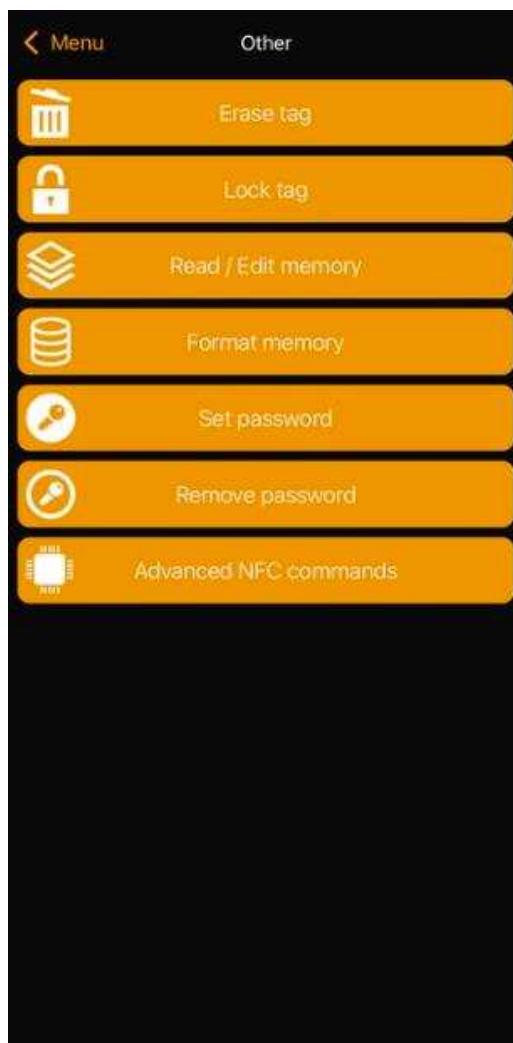 Menu
Other
Erase tag
Lock tag
Read / Edit memory
Format memory
Set password
Remove password
Advanced NFC commands